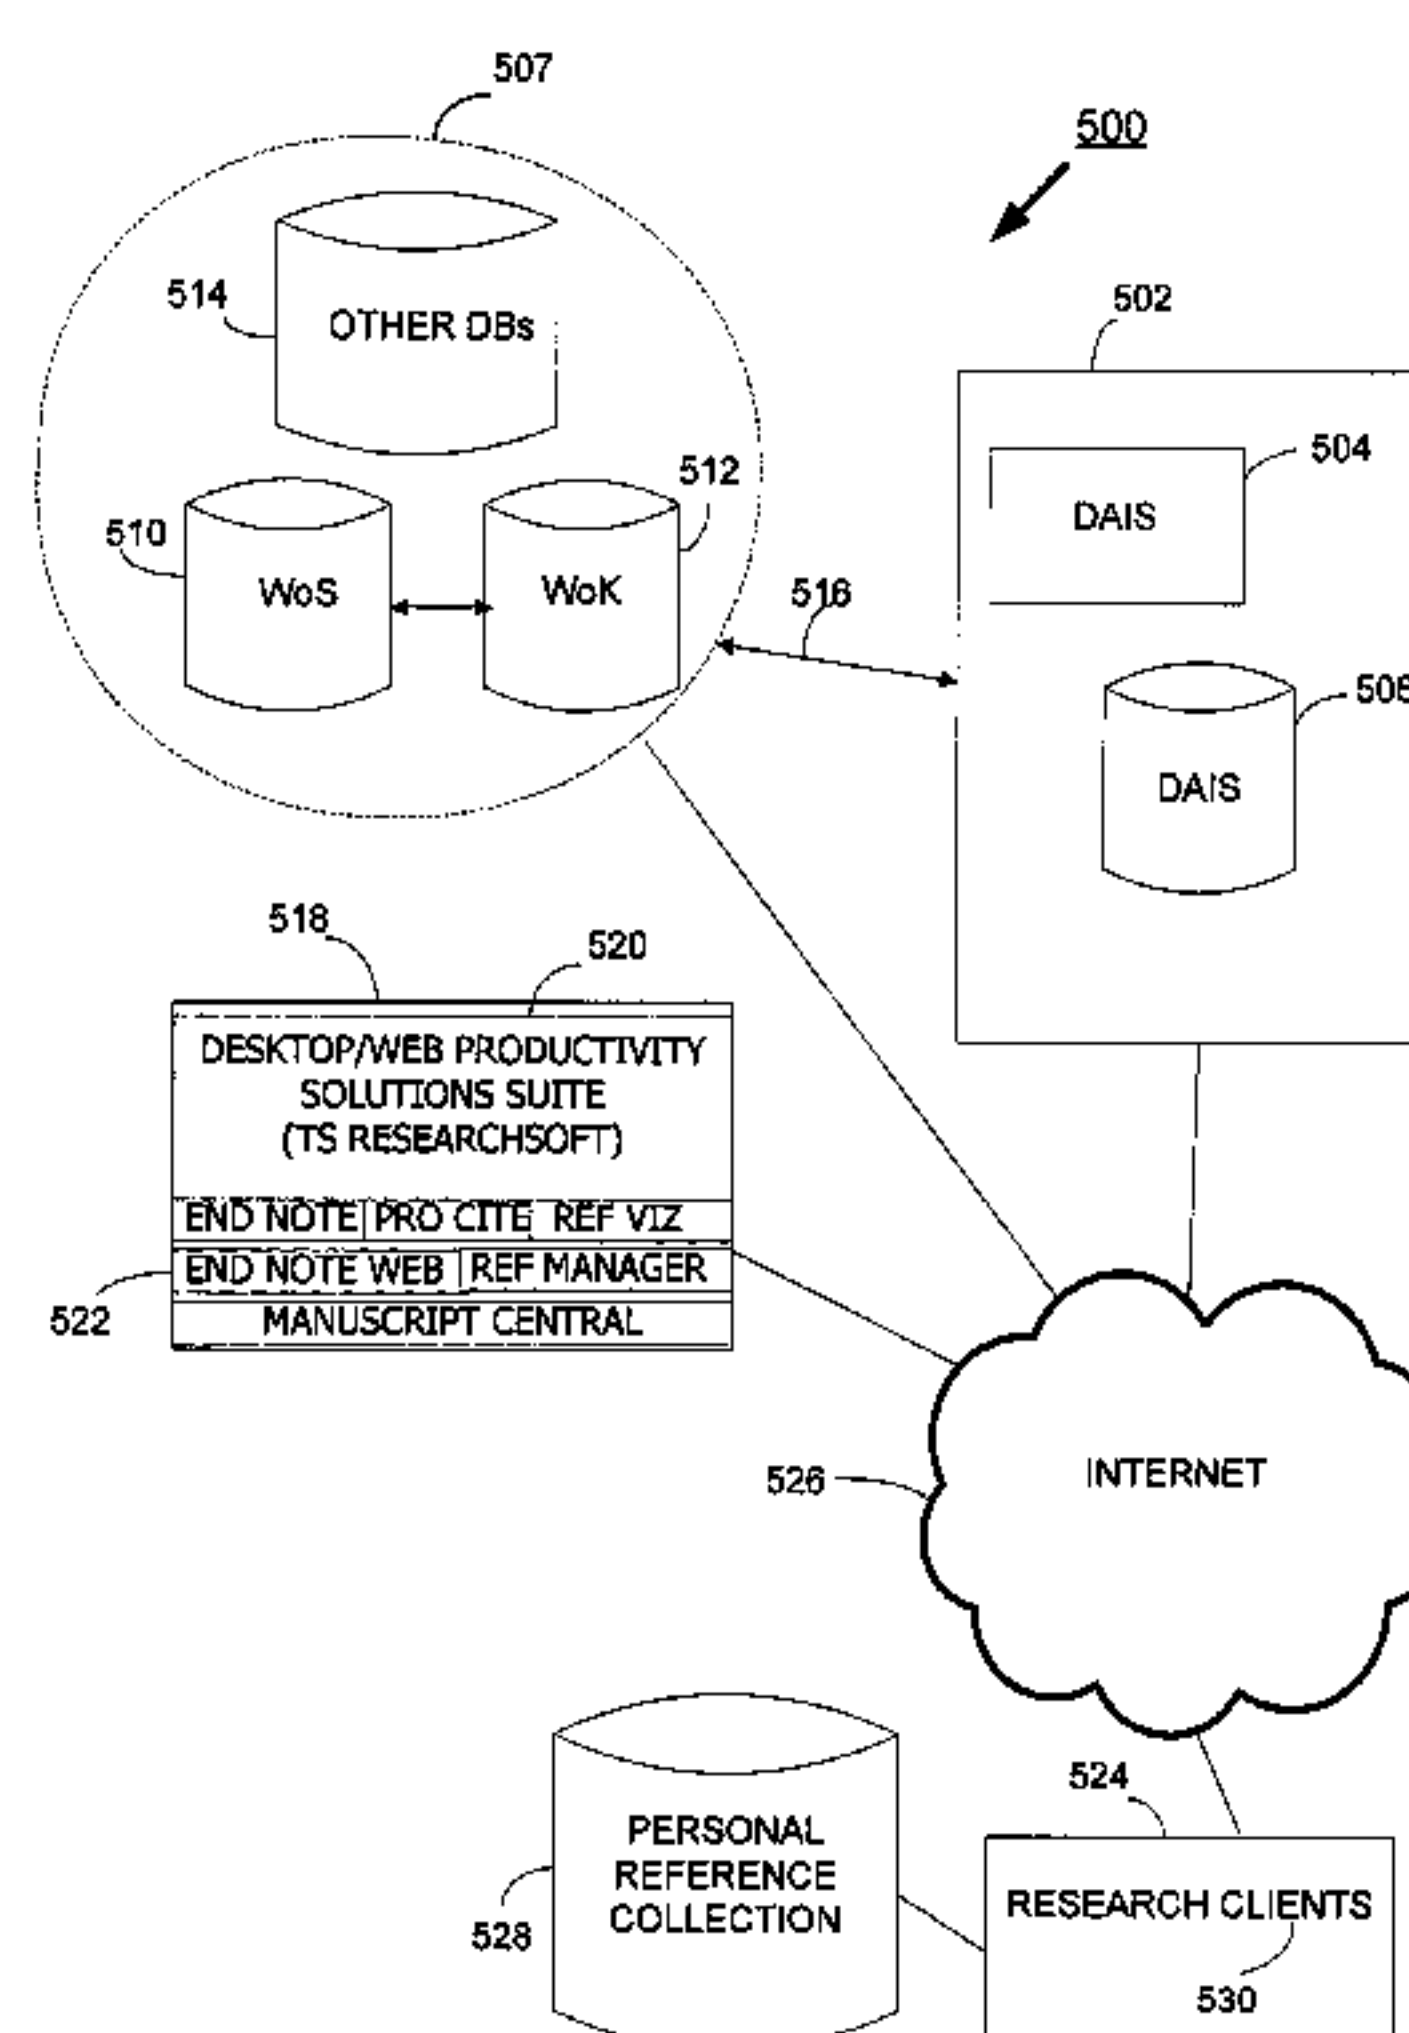 507
500
514
OTHER DBs
502
504
DAIS
512
510
WoS
WoK
516
506
DAIS
518
520
DESKTOP/WEB PRODUCTIVITY
SOLUTIONS SUITE
(TS RESEARCHSOFT)
END NOTE PRO CITE REF VIZ
END NOTE WEB REF MANAGER
522
MANUSCRIPT CENTRAL
526
INTERNET
524
PERSONAL
REFERENCE
COLLECTION
528
RESEARCH CLIENTS
530